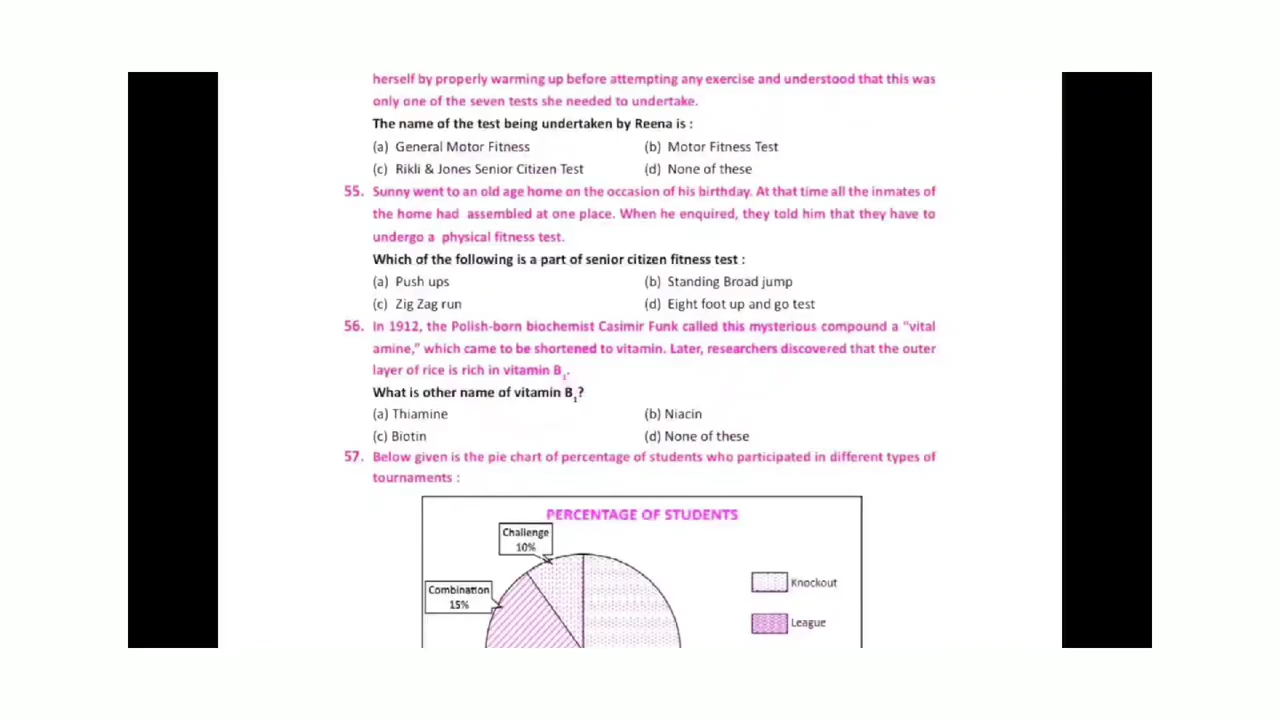 herself by properly warming up before attempting any exercise and understood that this was
only one of the seven tests she needed to undertake.
The name of the test being undertaken by Reena is :
(a) General Motor Fitness (b) Motor Fitness Test
(c) Rikli & Jones Senior Citizen Test (d) None of these
55. Sunny went to an old age home on the occasion of his birthday. At that time all the inmates of
the home had assembled at one place. When he enquired, they told him that they have to
undergo a physical fitness test.
Which of the following is a part of senior citizen fitness test :
(a) Push ups (b) Standing Broad jump
(c) Zig Zag run (d) Eight foot up and go test
56. In 1912, the Polish-born biochemist Casimir Funk called this mysterious compound a “vital
amine,” which came to be shortened to vitamin. Later, researchers discovered that the outer
layer of rice is rich in vitamin B1.
What is other name of vitamin B1?
(a) Thiamine (b) Niacin
(c) Biotin (d) None of these
57. Below given is the pie chart of percentage of students who participated in different types of
tournaments :
PERCENTAGE OF STUDENTS
Challenge
10%
Combination
15%
Knockout
League